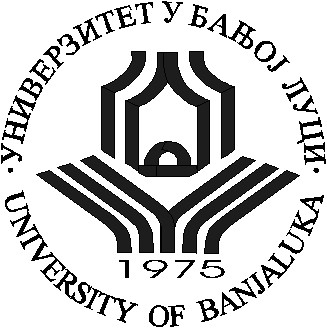 · УНИВЕРЗИТЕТ У БАЊОЈ ЛУЦИ ·
1975
UNIVERSITY OF BANJALUKA